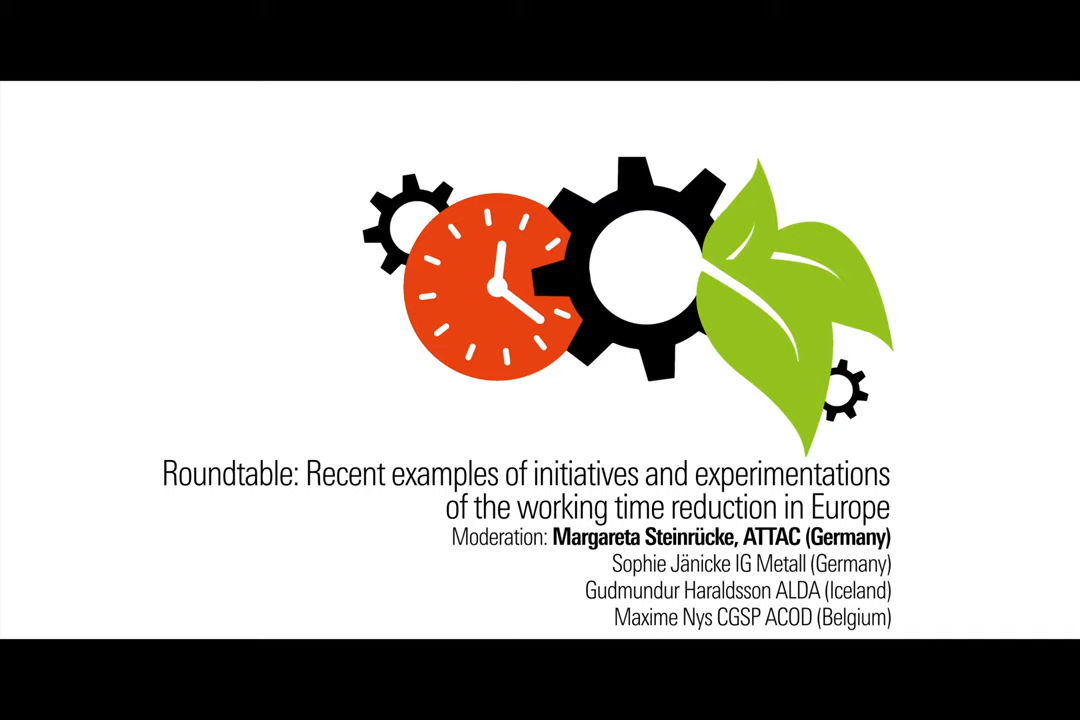 Roundtable: Recent examples of initiatives and experimentations
of the working time reduction in Europe
Moderation: Margareta Steinrücke, ATTAC (Germany)
Sophie Jänicke IG Metall (Germany)
Gudmundur Haraldsson ALDA (Iceland)
Maxime Nys CGSP ACOD (Belgium)